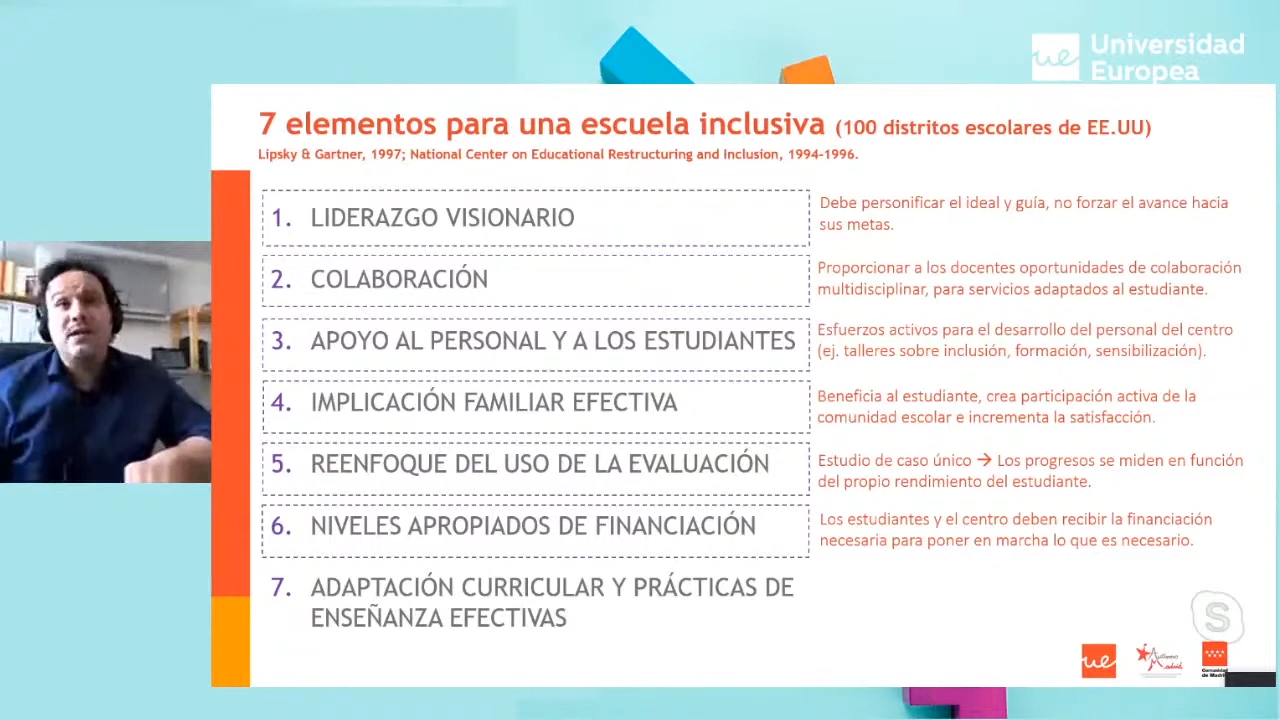 Universidad
Europea
7 elementos para una escuela inclusiva (100 distritos escolares de EE.UU)
Lipsky & Gartner, 1997; National Center on Educational Restructuring and Inclusion, 1994-1996.
1. LIDERAZGO VISIONARIO
Debe personificar el ideal y guía, no forzar el avance hacia
sus metas.
2. COLABORACIÓN
Proporcionar a los docentes oportunidades de colaboración
multidisciplinar, para servicios adaptados al estudiante.
3. APOYO AL PERSONAL Y A LOS ESTUDIANTES
Esfuerzos activos para el desarrollo del personal del centro
(ej. talleres sobre inclusión, formación, sensibilización).
4. IMPLICACIÓN FAMILIAR EFECTIVA
Beneficia al estudiante, crea participación activa de la
comunidad escolar e incrementa la satisfacción.
5. REENFOQUE DEL USO DE LA EVALUACIÓN
Estudio de caso único → Los progresos se miden en función
del propio rendimiento del estudiante.
6. NIVELES APROPIADOS DE FINANCIACIÓN
Los estudiantes y el centro deben recibir la financiación
necesaria para poner en marcha lo que es necesario.
7. ADAPTACIÓN CURRICULAR Y PRÁCTICAS DE
ENSEÑANZA EFECTIVAS
S
ue
Autismo
Madrid
Comunidad
de Madrid